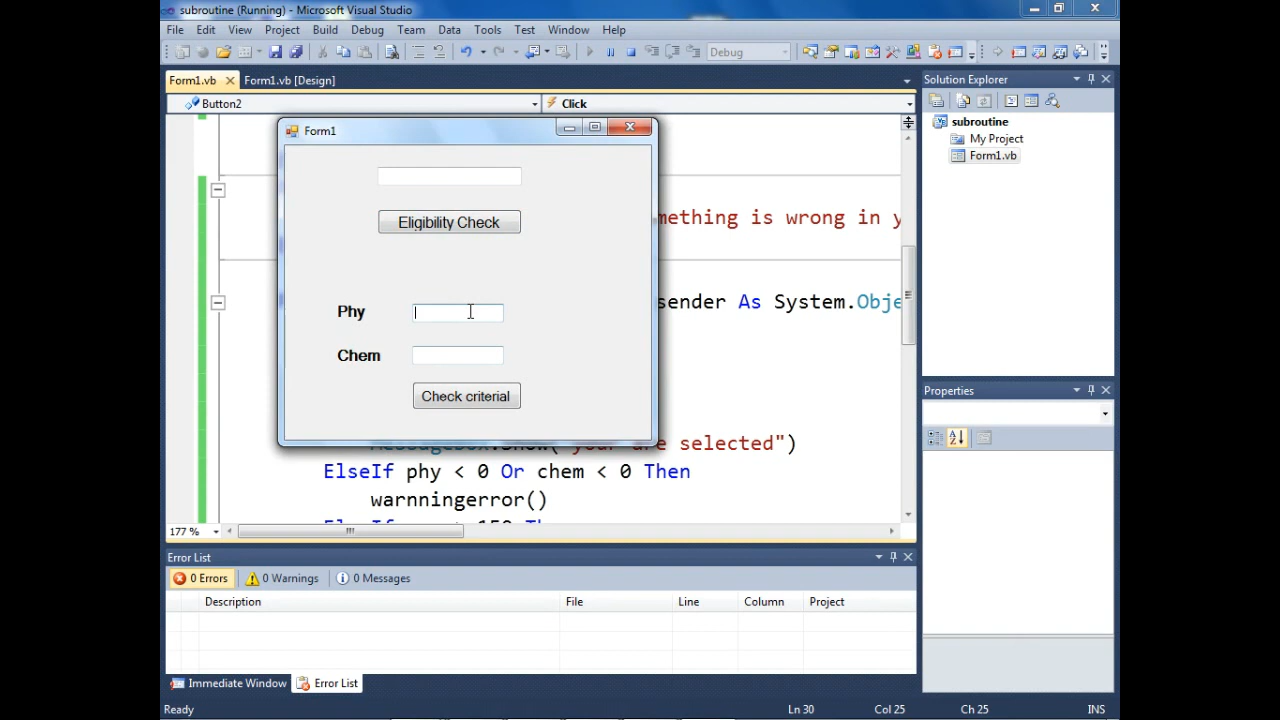 subroutine (Running) - Microsoft Visual Studio
File Edit View Project Build Debug Team Data Tools Test Window Help
Debug
Form1.vb Form1.vb [Design]
Button2 Click
Form1
Eligibility Check
mething is wrong in y
sender As System.Obje
Phy
Chem
Check criterial
are selected")
ElseIf phy < 0 Or chem < 0 Then
warnningerror()
177 %
Error List
0 Errors 0 Warnings 0 Messages
Description File Line Column Project
Immediate Window Error List
Solution Explorer
subroutine
My Project
Form1.vb
Properties
Ready Ln 30 Col 25 Ch 25 INS